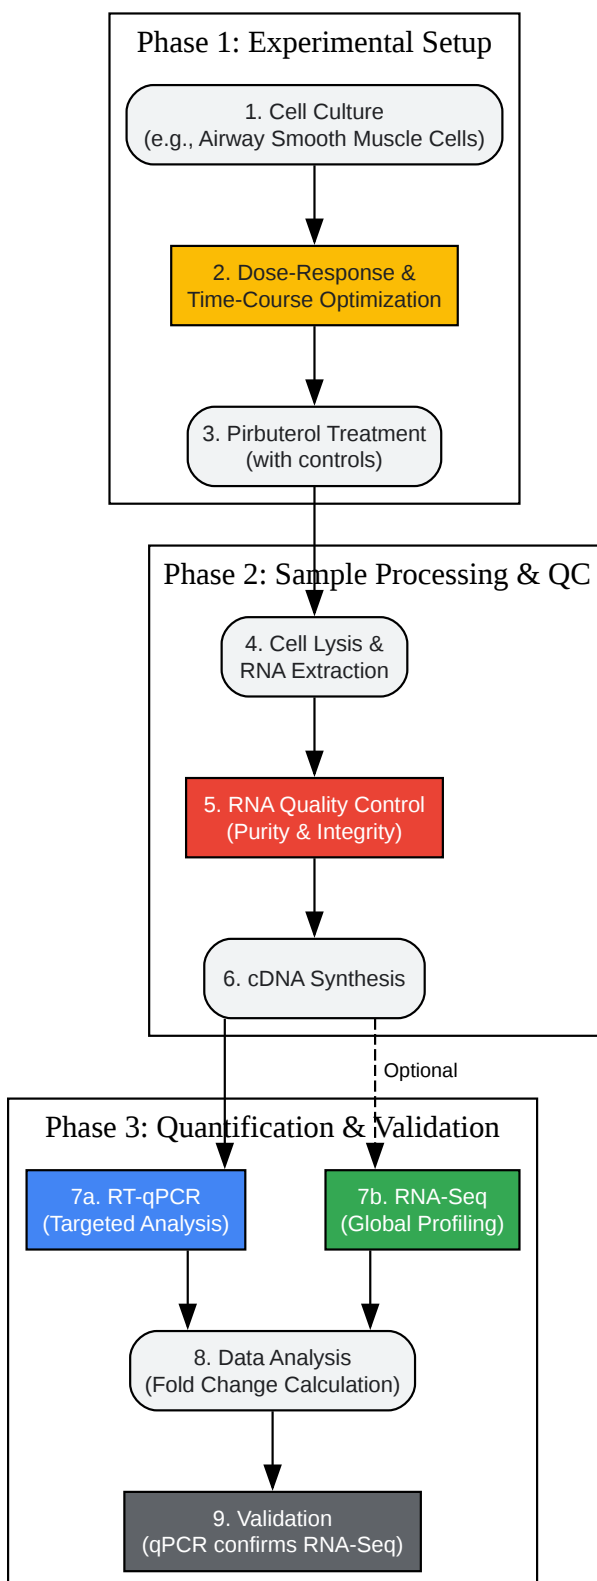 Phase 1: Experimental Setup
1. Cell Culture
(e.g., Airway Smooth Muscle Cells)
2. Dose-Response &
Time-Course Optimization
3. Pirbuterol Treatment
(with controls)
Phase 2: Sample Processing & QC
4. Cell Lysis &
RNA Extraction
5. RNA Quality Control
(Purity & Integrity)
6. cDNA Synthesis
Optional
Phase 3: Quantification & Validation
7a. RT-qPCR
(Targeted Analysis)
7b. RNA-Seq
(Global Profiling)
8. Data Analysis
(Fold Change Calculation)
9. Validation
(qPCR confirms RNA-Seq)